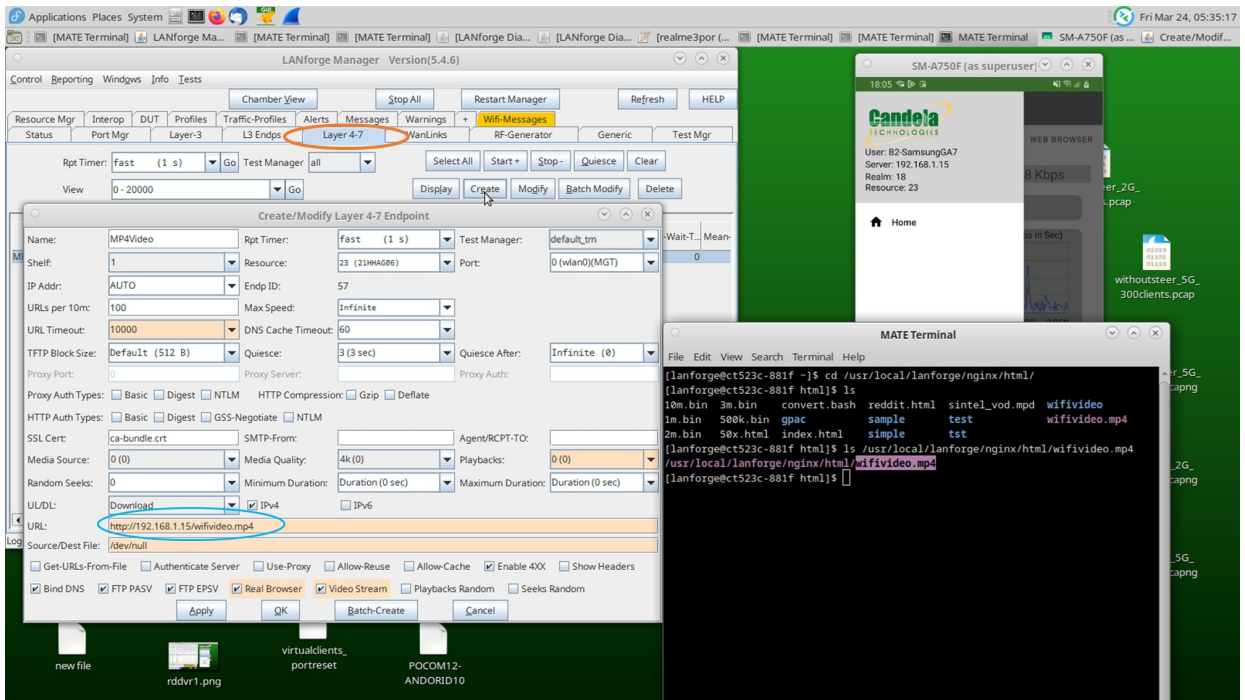 Applications Places System
Fri Mar 24, 05:35:17
[MATE Terminal] LANforge Ma... [MATE Terminal] [MATE Terminal] [LANforge Dia... [LANforge Dia... [realme3por (... [MATE Terminal] [MATE Terminal] MATE Terminal SM-A750F (as ... Create/Modif...
LANforge Manager Version(5.4.6)
Control Reporting Windows Info Tests
Chamber View Stop All Restart Manager Refresh HELP
Resource Mgr Interop DUT Profiles Traffic-Profiles Alerts Messages Warnings + Wifi-Messages
Status Port Mgr Layer-3 L3 Endps Layer 4-7 WanLinks RF-Generator Generic Test Mgr
Rpt Timer: fast (1 s) Go Test Manager all Select All Start + Stop - Quiesce Clear
View 0 - 20000 Go Display Create Modify Batch Modify Delete
-Wait-T... Mean-
0
Create/Modify Layer 4-7 Endpoint
Name: MP4Video Rpt Timer: fast (1 s) Test Manager: default_tm
Shelf: 1 Resource: 23 (21HHAG06) Port: 0 (wlan0)(MGT)
IP Addr: AUTO Endp ID: 57
URLs per 10m: 100 Max Speed: Infinite
URL Timeout: 10000 DNS Cache Timeout: 60
TFTP Block Size: Default (512 B) Quiesce: 3 (3 sec) Quiesce After: Infinite (0)
Proxy Port: 0 Proxy Server: Proxy Auth:
Proxy Auth Types: Basic Digest NTLM HTTP Compression: Gzip Deflate
HTTP Auth Types: Basic Digest GSS-Negotiate NTLM
SSL Cert: ca-bundle.crt SMTP-From: Agent/RCPT-TO:
Media Source: 0 (0) Media Quality: 4k (0) Playbacks: 0 (0)
Random Seeks: 0 Minimum Duration: Duration (0 sec) Maximum Duration: Duration (0 sec)
UL/DL: Download IPv4 IPv6
URL: http://192.168.1.15/wifivideo.mp4
Source/Dest File: /dev/null
Get-URLs-From-File Authenticate Server Use-Proxy Allow-Reuse Allow-Cache Enable 4XX Show Headers
Bind DNS FTP PASV FTP EPSV Real Browser Video Stream Playbacks Random Seeks Random
Apply OK Batch-Create Cancel
SM-A750F (as superuser)
18:05
Candela
TECHNOLOGIES
User: B2-SamsungGA7
Server: 192.168.1.15
Realm: 18
Resource: 23
Home
WEB BROWSER
8 Kbps
is in Sec)
MATE Terminal
File Edit View Search Terminal Help
[lanforge@ct523c-881f ~]$ cd /usr/local/lanforge/nginx/html/
[lanforge@ct523c-881f html]$ ls
10m.bin 3m.bin convert.bash reddit.html sintel_vod.mpd wifivideo
1m.bin 500k.bin gpac sample test wifivideo.mp4
2m.bin 50x.html index.html simple tst
[lanforge@ct523c-881f html]$ ls /usr/local/lanforge/nginx/html/wifivideo.mp4
/usr/local/lanforge/nginx/html/wifivideo.mp4
[lanforge@ct523c-881f html]$
eer_2G_
s.pcap
withoutsteer_5G_
300clients.pcap
er_5G_
capng
_2G_
capng
_5G_
capng
new file
rddvr1.png
virtualclients_
portreset
POCOM12-
ANDORID10